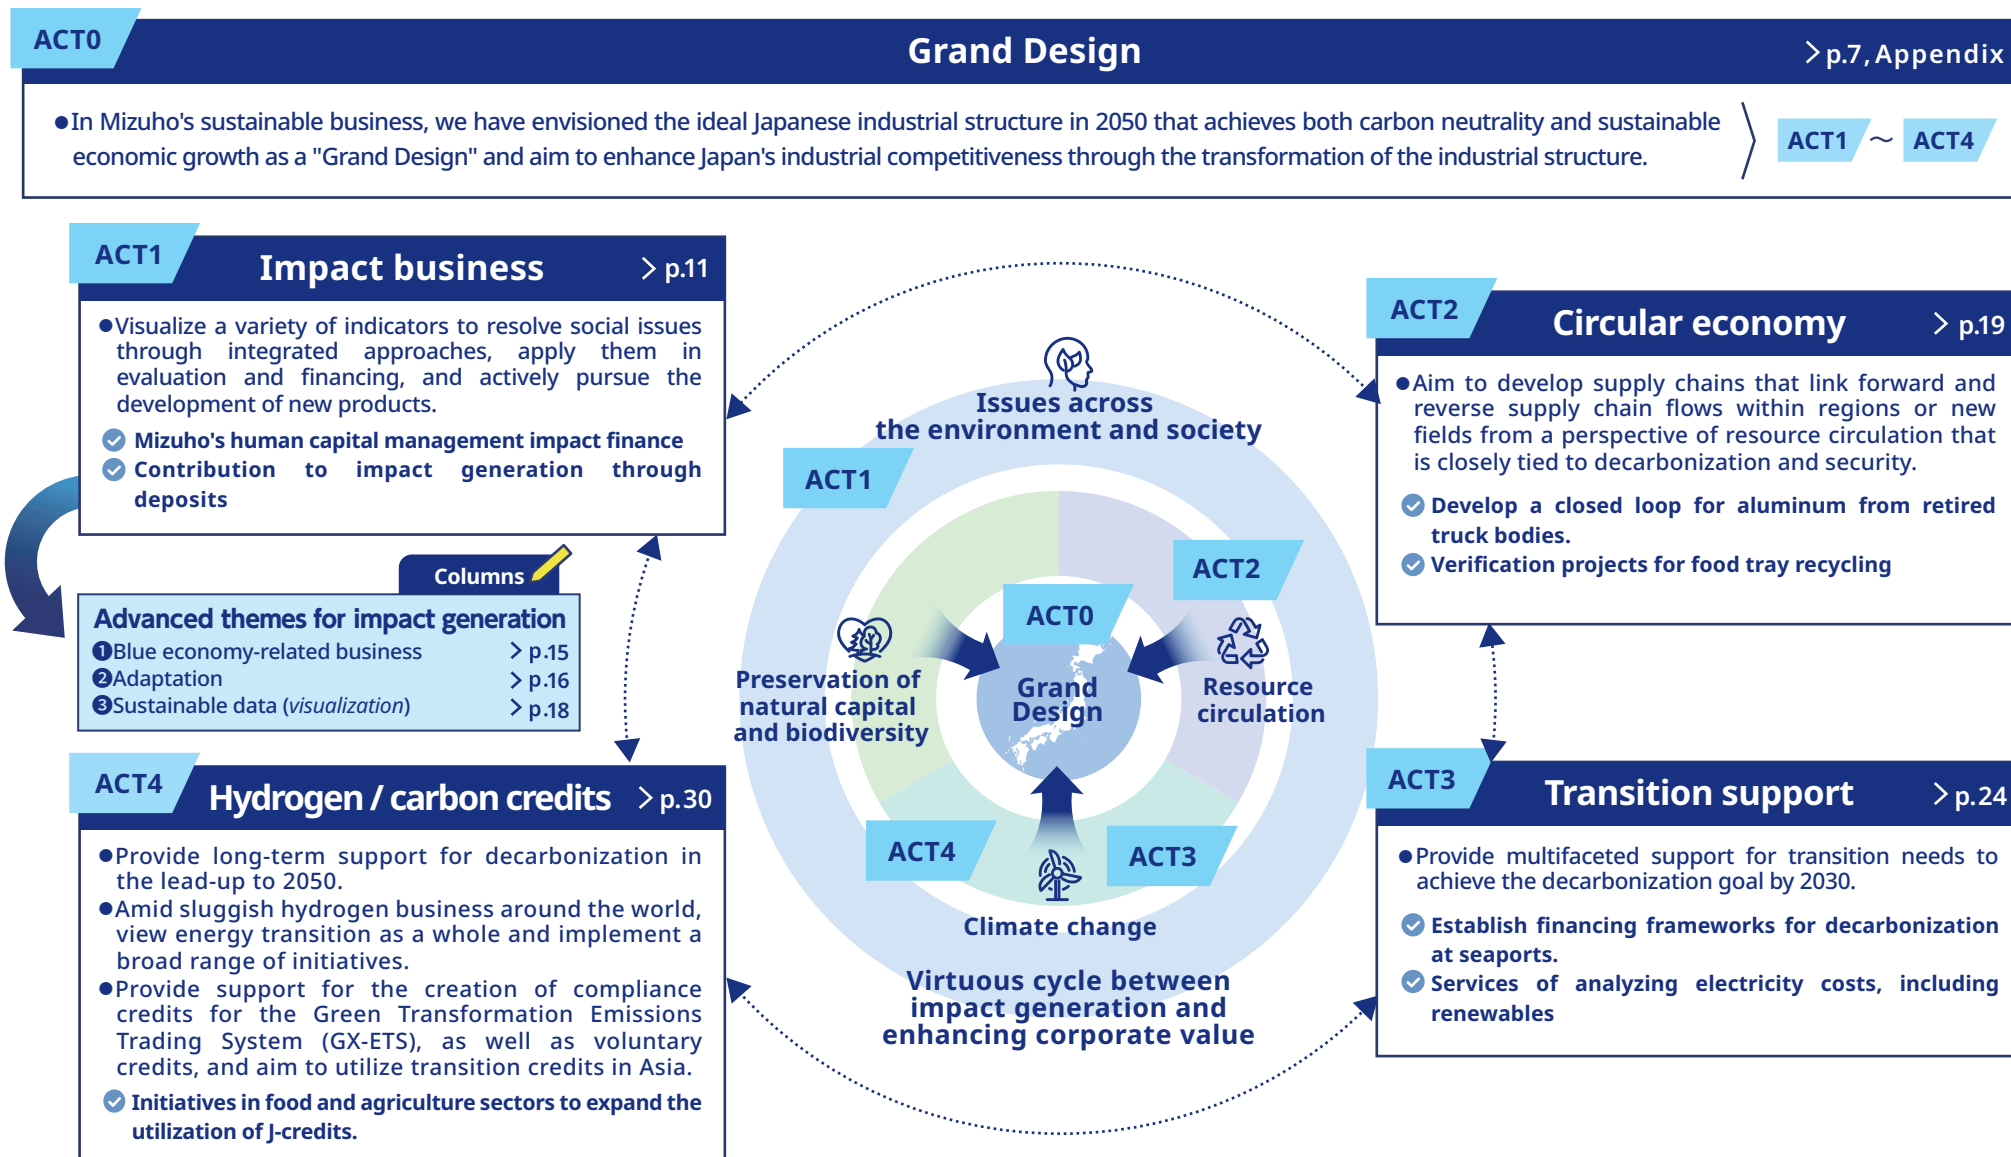 ACT0
Grand Design
p.7, Appendix
●In Mizuho's sustainable business, we have envisioned the ideal Japanese industrial structure in 2050 that achieves both carbon neutrality and sustainable
economic growth as a "Grand Design" and aim to enhance Japan's industrial competitiveness through the transformation of the industrial structure.
ACT1 ～ ACT4
ACT1
Impact business
p.11
●Visualize a variety of indicators to resolve social issues
through integrated approaches, apply them in
evaluation and financing, and actively pursue the
development of new products.
Mizuho's human capital management impact finance
Contribution to impact generation through
deposits
Columns
Advanced themes for impact generation
❶Blue economy-related business
p.15
❷Adaptation
p.16
❸Sustainable data (visualization)
p.18
ACT2
Circular economy
p.19
●Aim to develop supply chains that link forward and
reverse supply chain flows within regions or new
fields from a perspective of resource circulation that
is closely tied to decarbonization and security.
Develop a closed loop for aluminum from retired
truck bodies.
Verification projects for food tray recycling
Issues across
the environment and society
ACT1
ACT2
ACT0
Grand
Design
Preservation of
natural capital
and biodiversity
Resource
circulation
ACT4
ACT3
Climate change
Virtuous cycle between
impact generation and
enhancing corporate value
ACT4
Hydrogen / carbon credits
p.30
●Provide long-term support for decarbonization in
the lead-up to 2050.
●Amid sluggish hydrogen business around the world,
view energy transition as a whole and implement a
broad range of initiatives.
●Provide support for the creation of compliance
credits for the Green Transformation Emissions
Trading System (GX-ETS), as well as voluntary
credits, and aim to utilize transition credits in Asia.
Initiatives in food and agriculture sectors to expand the
utilization of J-credits.
ACT3
Transition support
p.24
●Provide multifaceted support for transition needs to
achieve the decarbonization goal by 2030.
Establish financing frameworks for decarbonization
at seaports.
Services of analyzing electricity costs, including
renewables